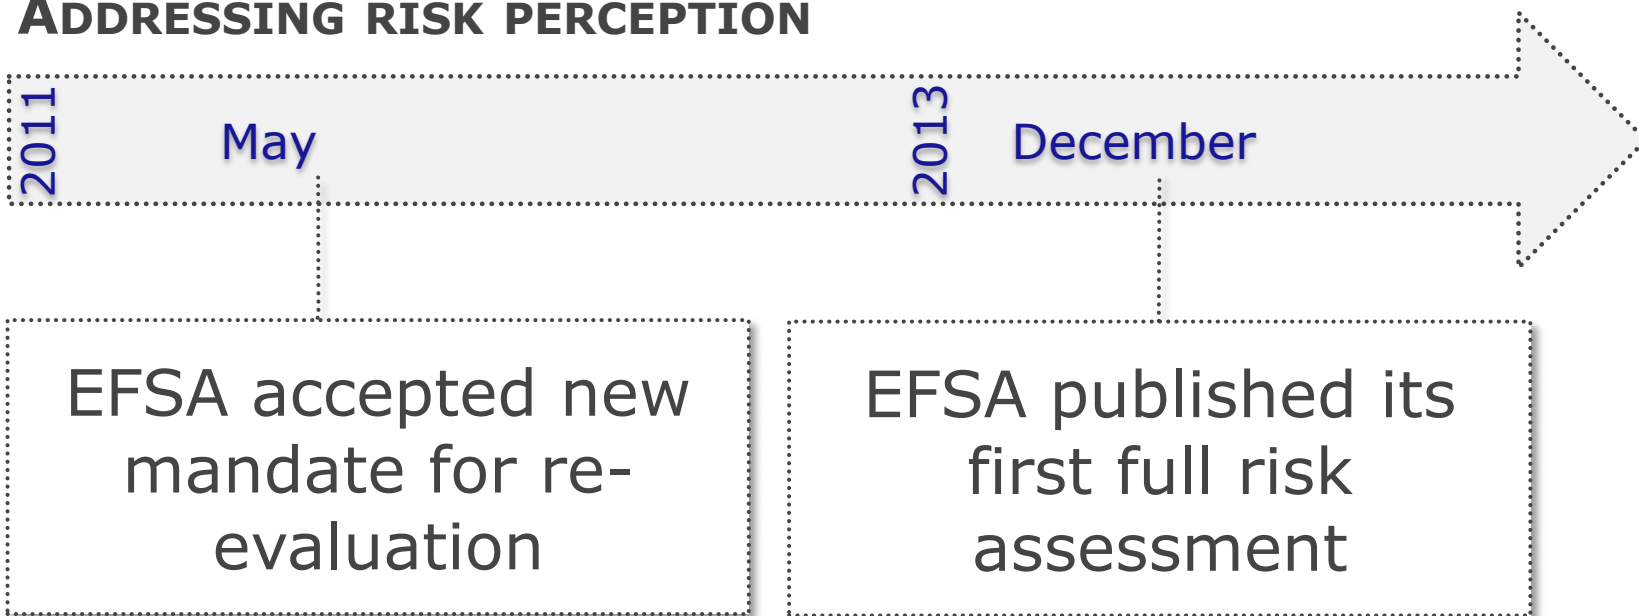 ADDRESSING RISK PERCEPTION
2011
May
2013
December
EFSA accepted new
mandate for re-
evaluation
EFSA published its
first full risk
assessment